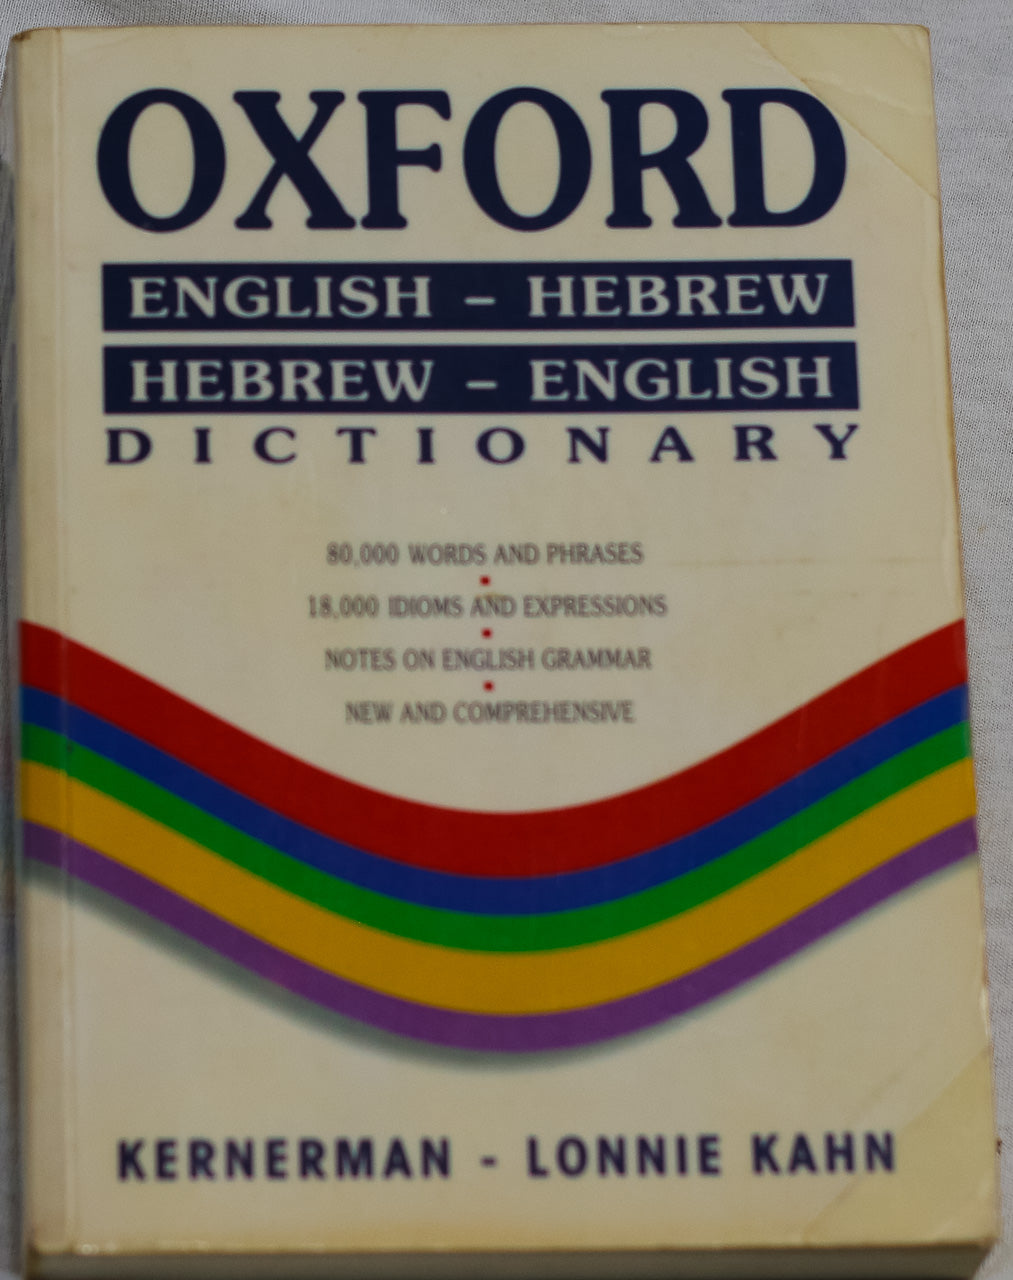 OXFORD
ENGLISH – HEBREW
HEBREW – ENGLISH
DICTIONARY
80,000 WORDS AND PHRASES
18,000 IDIOMS AND EXPRESSIONS
NOTES ON ENGLISH GRAMMAR
NEW AND COMPREHENSIVE
KERNERMAN - LONNIE KAHN